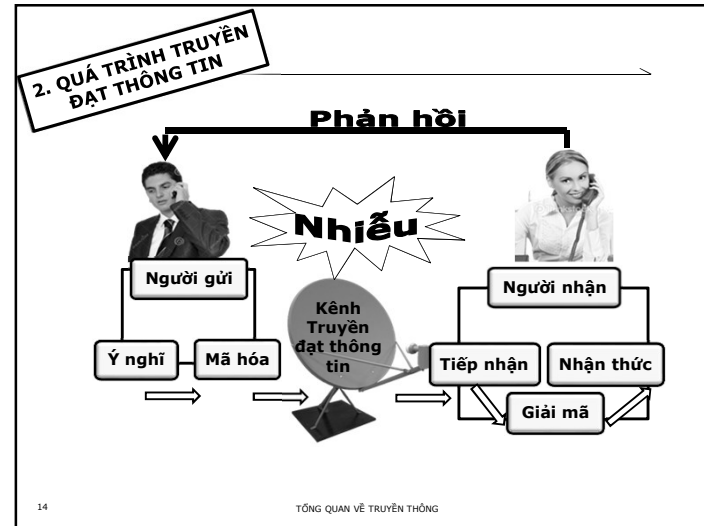 2. QUÁ TRÌNH TRUYỀN
ĐẠT THÔNG TIN
Phản hồi
Nhiễu
Người gửi
Ý nghĩ
Mã hóa
Kênh
Truyền
đạt thông
tin
Người nhận
Tiếp nhận
Nhận thức
Giải mã
14
TỔNG QUAN VỀ TRUYỀN THÔNG